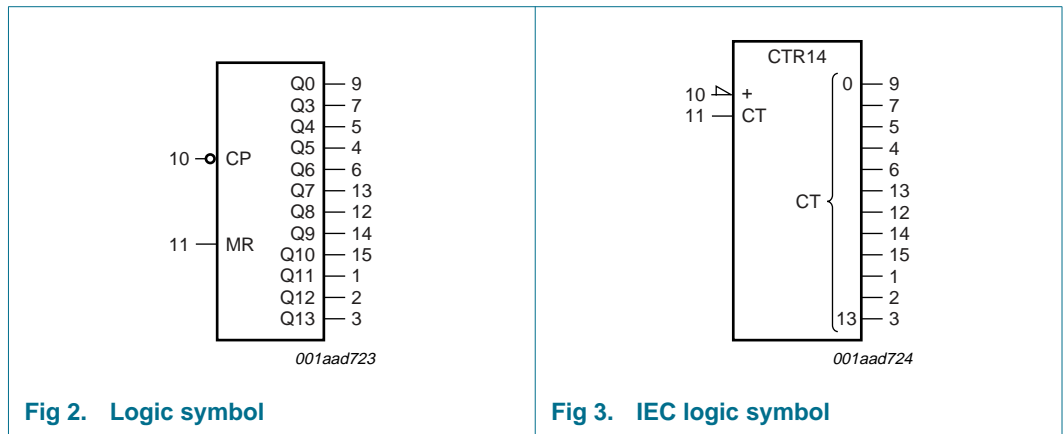 Q0 9
Q3 7
Q4 5
Q5 4
10 CP
Q6 6
Q7 13
Q8 12
Q9 14
11 MR
Q10 15
Q11 1
Q12 2
Q13 3
001aad723
Fig 2. Logic symbol
CTR14
0 9
10 +
7
11 CT
5
4
6
13
CT
12
14
15
1
2
13 3
001aad724
Fig 3. IEC logic symbol